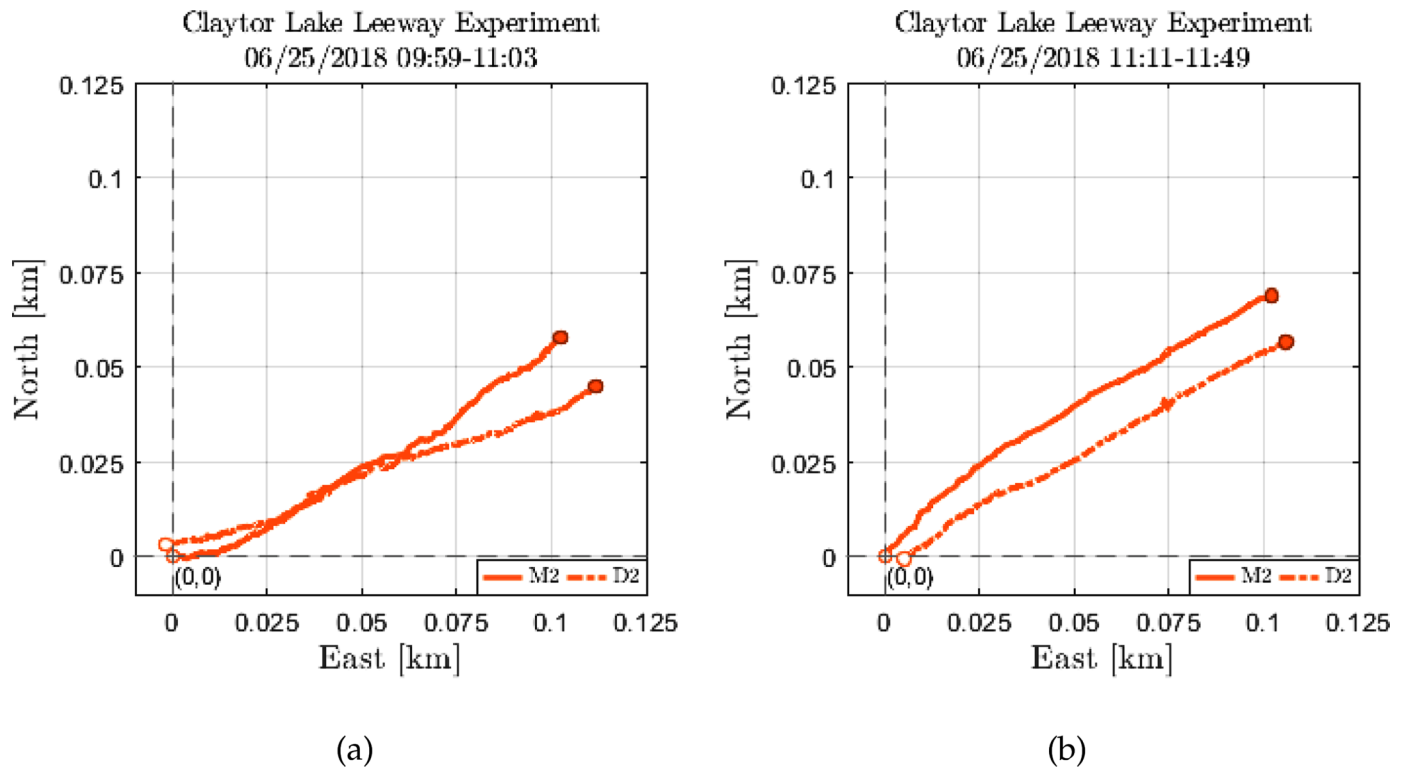 Claytor Lake Leeway Experiment
06/25/2018 09:59-11:03
0.125
0.1
0.075
0.05
0.025
0
North [km]
(0,0)
M2 D2
0 0.025 0.05 0.075 0.1 0.125
East [km]
(a)
Claytor Lake Leeway Experiment
06/25/2018 11:11-11:49
0.125
0.1
0.075
0.05
0.025
0
North [km]
(0,0)
M2 D2
0 0.025 0.05 0.075 0.1 0.125
East [km]
(b)